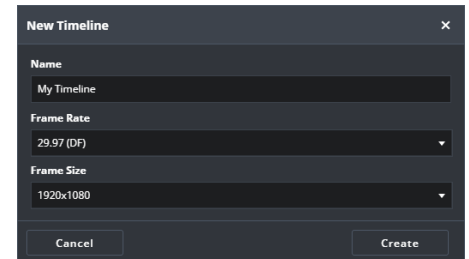 New Timeline
Name
My Timeline
Frame Rate
29.97 (DF)
Frame Size
1920x1080
Cancel Create